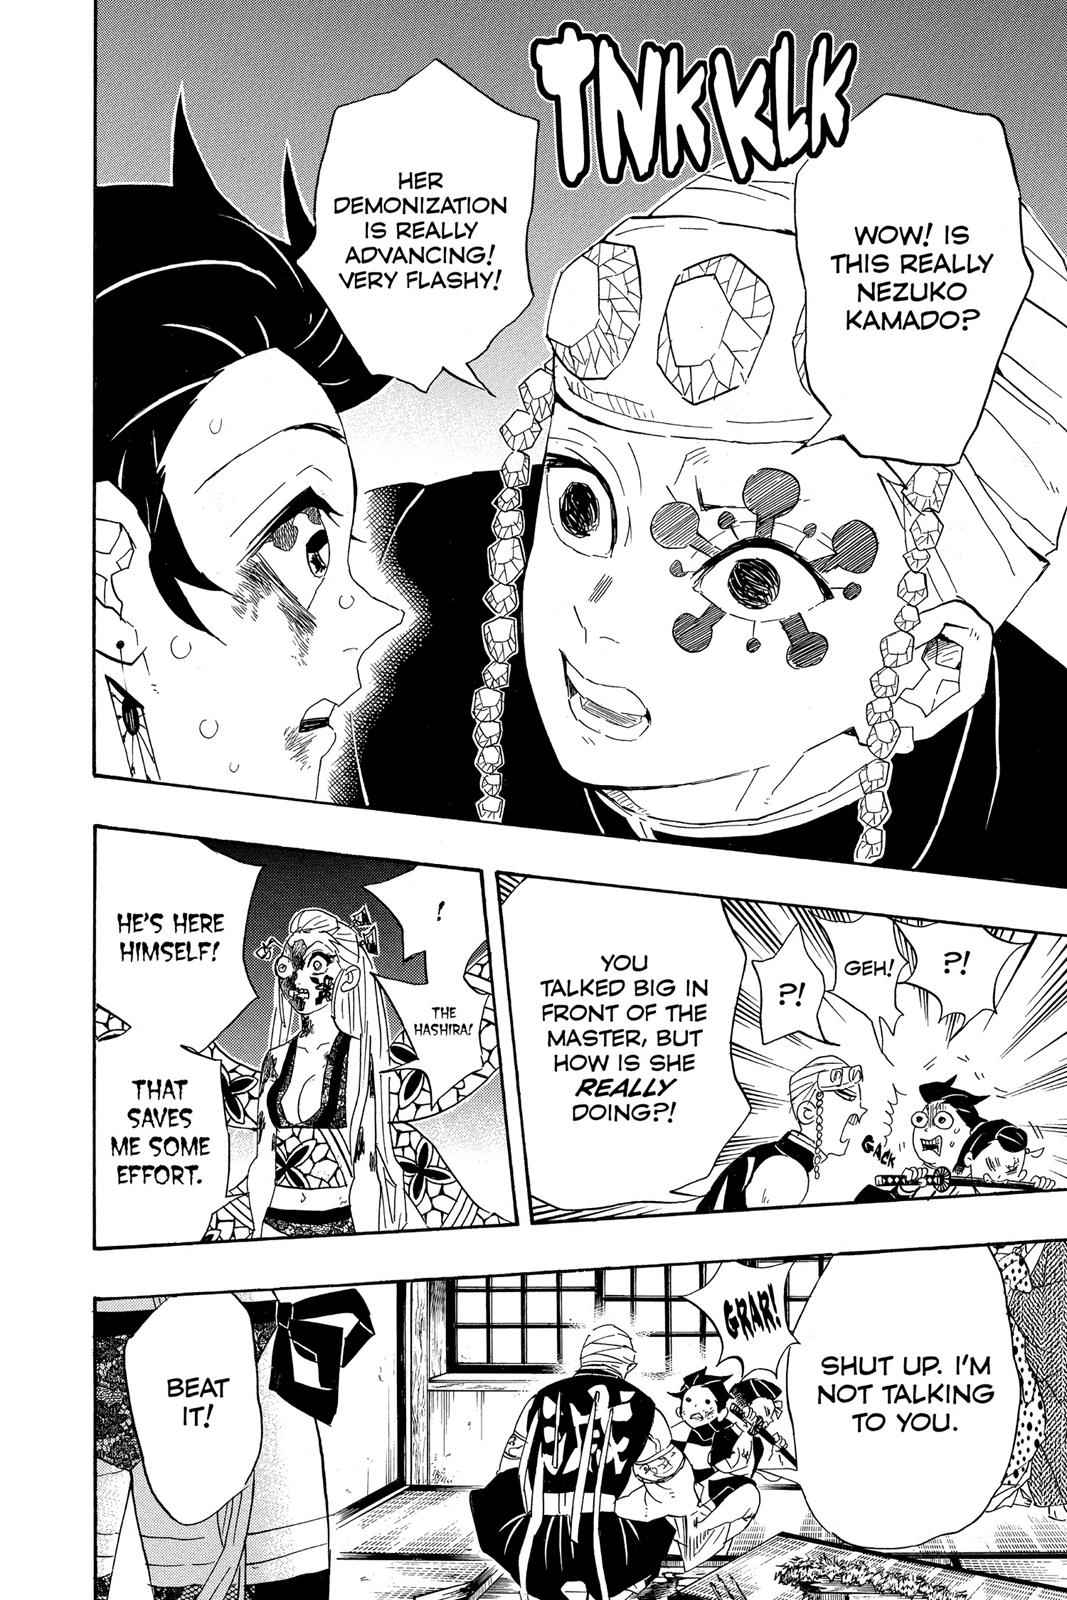 TNK KLK
WOW! IS
THIS REALLY
NEZUKO
KAMADO?
HER
DEMONIZATION
IS REALLY
ADVANCING!
VERY FLASHY!
?!
GEH!
?!
YOU
TALKED BIG IN
FRONT OF THE
MASTER, BUT
HOW IS SHE
REALLY
DOING?!
GACK
!
THE
HASHIRA!
HE'S HERE
HIMSELF!
THAT
SAVES
ME SOME
EFFORT.
GRAR!
SHUT UP. I'M
NOT TALKING
TO YOU.
BEAT
IT!